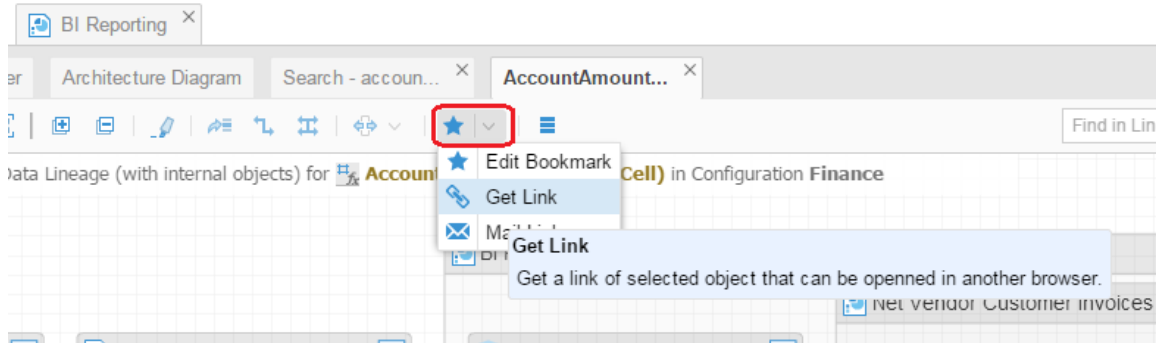 BI Reporting
er Architecture Diagram Search - accoun... AccountAmount...
Find in Lin
Data Lineage (with internal objects) for Account Cell) in Configuration Finance
Edit Bookmark
Get Link
Get Link
Get a link of selected object that can be openned in another browser.
BI
Net Vendor Customer Invoices